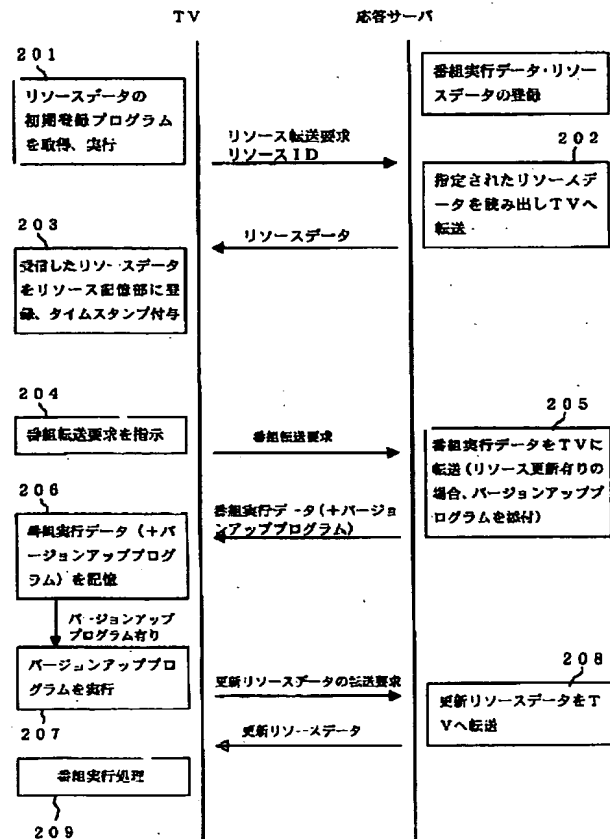 TV
応答サーバ
201
リソースデータの
初期登録プログラム
を取得、実行
番組実行データ・リソー
スデータの登録
リソース転送要求
リソースID
202
指定されたリソースデ
ータを読み出しTVへ
転送
リソースデータ
203
受信したリソースデータ
をリソース記憶部に登
録、タイムスタンプ付与
204
番組転送要求を指示
番組転送要求
205
番組実行データをTVに
転送(リソース更新有りの
場合、バージョンアッププ
ログラムを添付)
番組実行データ(+バージョ
ンアッププログラム)
206
番組実行データ(+バ
ージョンアッププログ
ラム)を記憶
バージョンアップ
プログラム有り
バージョンアッププロ
グラムを実行
207
更新リソースデータの転送要求
208
更新リソースデータをT
Vへ転送
更新リソースデータ
番組実行処理
209